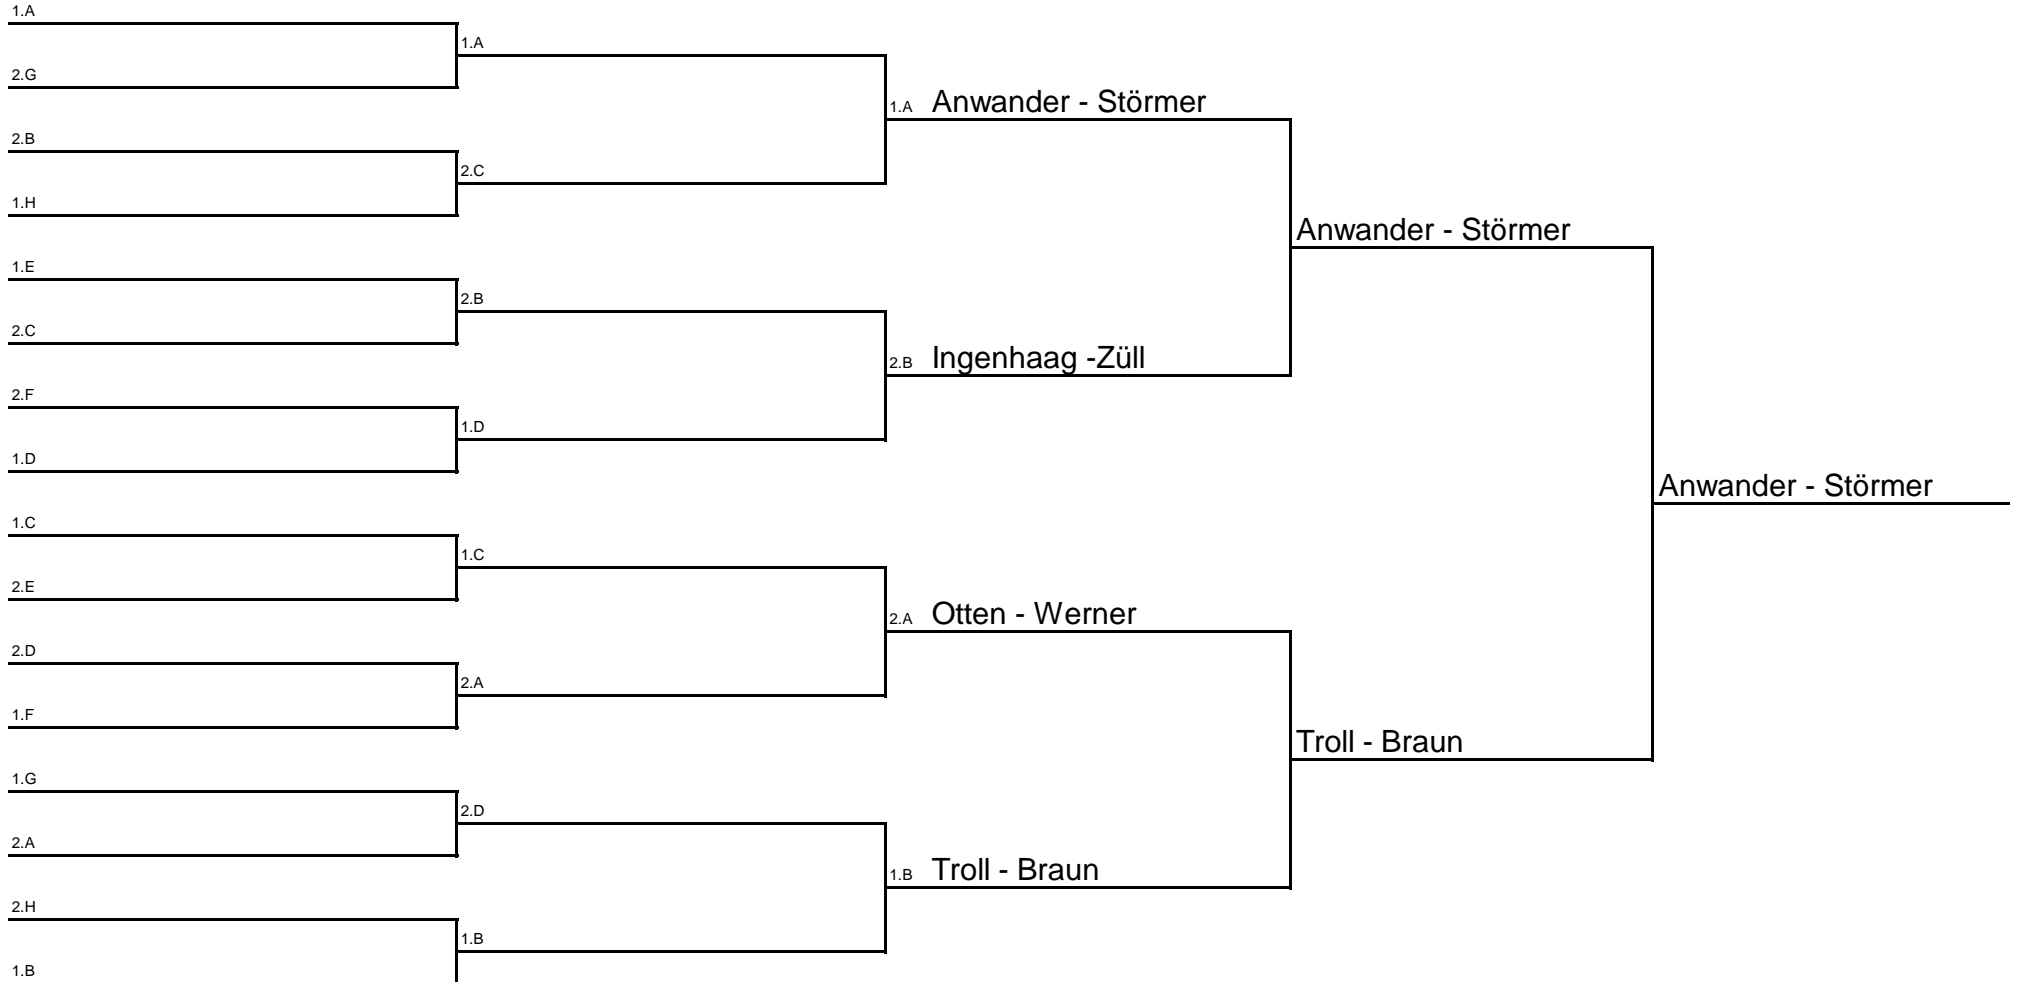 1.A
2.G
2.B
1.H
1.E
2.C
2.F
1.D
1.C
2.E
2.D
1.F
1.G
2.A
2.H
1.B
1.A
2.C
2.B
1.D
1.C
2.A
2.D
1.B
1.A Anwander - Störmer
2.B Ingenhaag -Züll
2.A Otten - Werner
1.B Troll - Braun
Anwander - Störmer
Troll - Braun
Anwander - Störmer